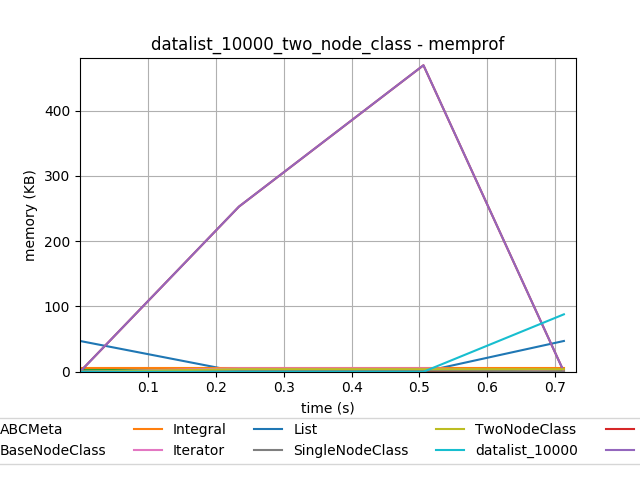 datalist_10000_two_node_class - memprof
memory (KB)
400
300
200
100
0
0.1 0.2 0.3 0.4 0.5 0.6 0.7
time (s)
ABCMeta Integral List TwoNodeClass
BaseNodeClass Iterator SingleNodeClass datalist_10000